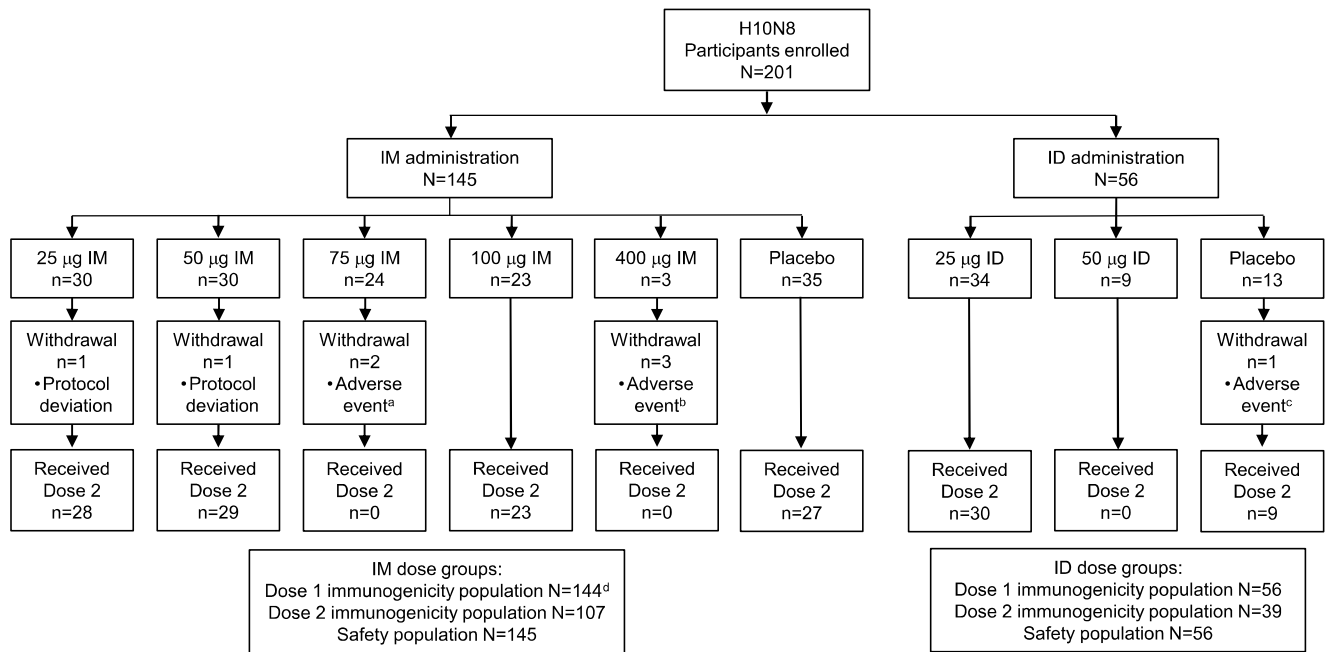 H10N8
Participants enrolled
N=201
IM administration
N=145
ID administration
N=56
25 μg IM
n=30
50 μg IM
n=30
75 μg IM
n=24
100 μg IM
n=23
400 μg IM
n=3
Placebo
n=35
25 μg ID
n=34
50 μg ID
n=9
Placebo
n=13
Withdrawal
n=1
•Protocol
deviation
Withdrawal
n=1
•Protocol
deviation
Withdrawal
n=2
•Adverse
eventᵃ
Withdrawal
n=3
•Adverse
eventᵇ
Withdrawal
n=1
•Adverse
eventᶜ
Received
Dose 2
n=28
Received
Dose 2
n=29
Received
Dose 2
n=0
Received
Dose 2
n=23
Received
Dose 2
n=0
Received
Dose 2
n=27
Received
Dose 2
n=30
Received
Dose 2
n=0
Received
Dose 2
n=9
IM dose groups:
Dose 1 immunogenicity population N=144ᵈ
Dose 2 immunogenicity population N=107
Safety population N=145
ID dose groups:
Dose 1 immunogenicity population N=56
Dose 2 immunogenicity population N=39
Safety population N=56